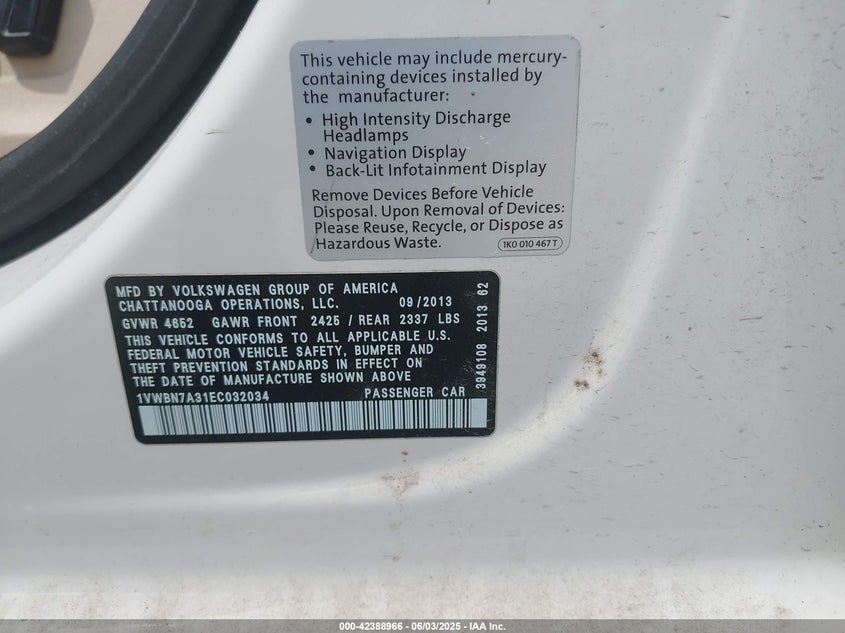 This vehicle may include mercury-
containing devices installed by
the manufacturer:
• High Intensity Discharge
Headlamps
• Navigation Display
• Back-Lit Infotainment Display
Remove Devices Before Vehicle
Disposal. Upon Removal of Devices:
Please Reuse, Recycle, or Dispose as
Hazardous Waste.
1K0 010 467 T
MFD BY VOLKSWAGEN GROUP OF AMERICA
CHATTANOOGA OPERATIONS, LLC. 09/2013
GVWR 4652 GAWR FRONT 2425 / REAR 2337 LBS
THIS VEHICLE CONFORMS TO ALL APPLICABLE U.S.
FEDERAL MOTOR VEHICLE SAFETY, BUMPER AND
THEFT PREVENTION STANDARDS IN EFFECT ON
THE DATE OF MANUFACTURE SHOWN ABOVE
1VWBN7A31EC032034 PASSENGER CAR
3949108 2013 62
000-42388966 - 06/03/2025 - IAA Inc.